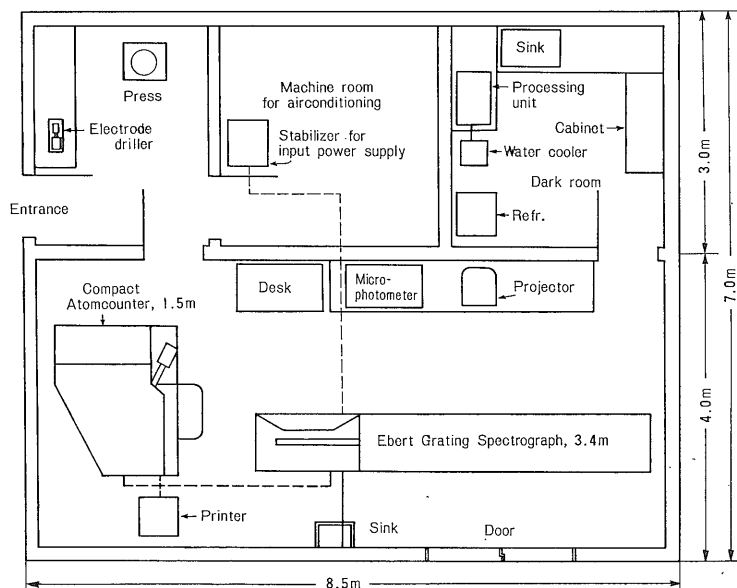 Sink
Press
Machine room
for airconditioning
Processing
unit
Electrode
driller
Stabilizer for
input power supply
Cabinet
Water cooler
3.0m
Dark room
Entrance
Refr.
7.0m
Compact
Atomcounter, 1.5m
Desk
Micro-
photometer
Projector
4.0m
Ebert Grating Spectrograph, 3.4m
Printer
Sink
Door
8.5m